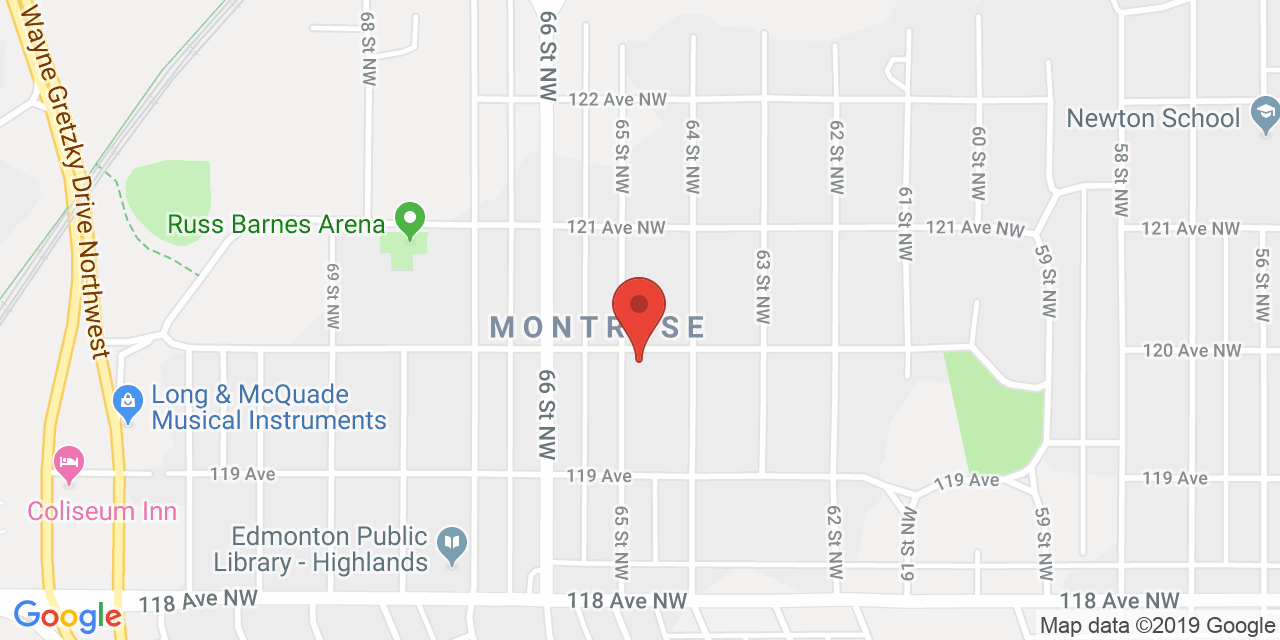 Wayne Gretzky Drive Northwest
68 St NW
66 St NW
122 Ave NW
65 St NW
64 St NW
62 St NW
60 St NW
Newton School
58 St NW
61 St NW
Russ Barnes Arena
121 Ave NW
121 Ave NW
121 Ave NW
69 St NW
63 St NW
59 St NW
56 St NW
MONTR SE
120 Ave NW
66 St NW
Long & McQuade
Musical Instruments
119 Ave
119 Ave
119 Ave
119 Ave
Coliseum Inn
Edmonton Public
Library - Highlands
65 St NW
62 St NW
61 St NW
59 St NW
118 Ave NW
118 Ave NW
118 Ave NW
Google
Map data ©2019 Google